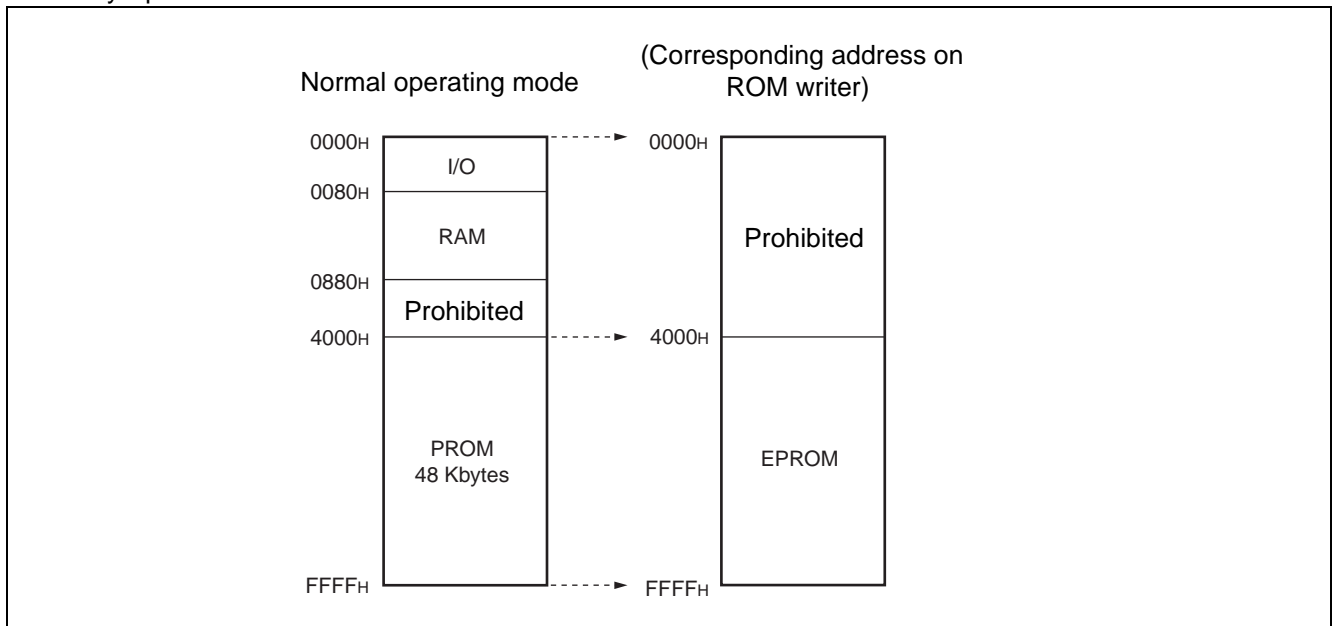 Normal operating mode
0000H
I/O
0080H
RAM
0880H
Prohibited
4000H
PROM
48 Kbytes
FFFFH
(Corresponding address on
ROM writer)
0000H
Prohibited
4000H
EPROM
FFFFH